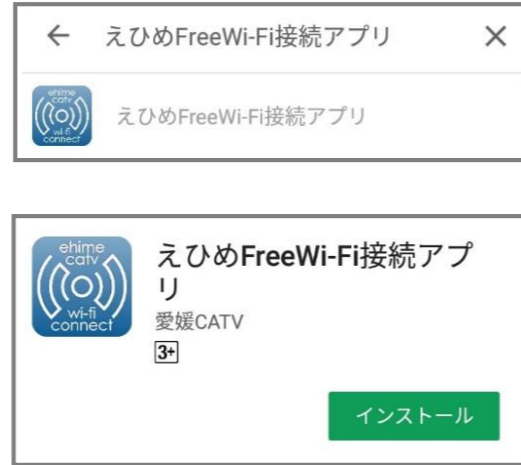 えひめFreeWi-Fi接続アプリ
ehime
catv
wi-fi
connect
えひめFreeWi-Fi接続アプリ
ehime
catv
wi-fi
connect
えひめFreeWi-Fi接続アプ
リ
愛媛CATV
3+
インストール